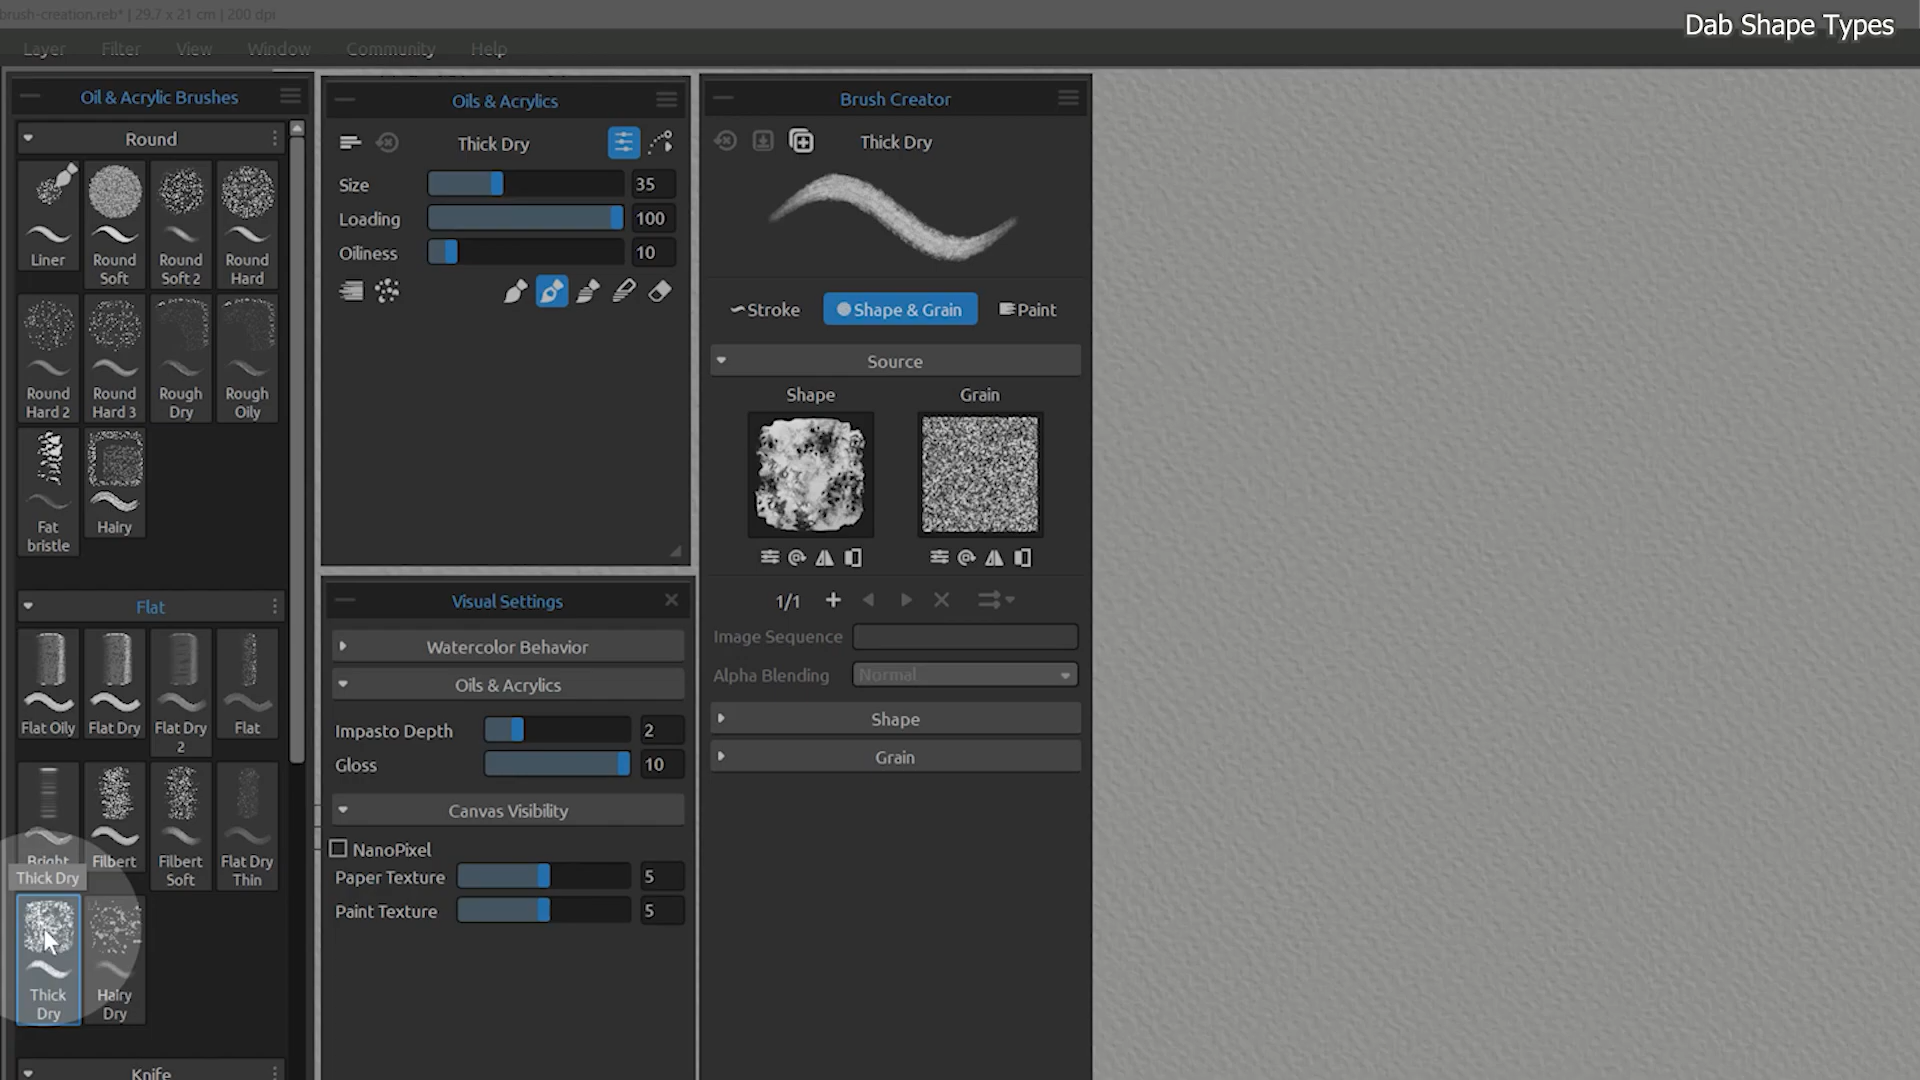 brush-creation.reb* | 29.7 x 21 cm | 200 dpi
Dab Shape Types
Layer Filter View Window Community Help
Oil & Acrylic Brushes
Round
Liner
Round Soft
Round Soft 2
Round Hard
Round Hard 2
Round Hard 3
Rough Dry
Rough Oily
Fat bristle
Hairy
Flat
Flat Oily
Flat Dry
Flat Dry 2
Flat
Bright
Filbert
Filbert Soft
Flat Dry Thin
Thick Dry
Thick Dry
Hairy Dry
Knife
Oils & Acrylics
Thick Dry
Size 35
Loading 100
Oiliness 10
Visual Settings
Watercolor Behavior
Oils & Acrylics
Impasto Depth 2
Gloss 10
Canvas Visibility
NanoPixel
Paper Texture 5
Paint Texture 5
Brush Creator
Thick Dry
Stroke Shape & Grain Paint
Source
Shape Grain
1/1
Image Sequence
Alpha Blending Normal
Shape
Grain